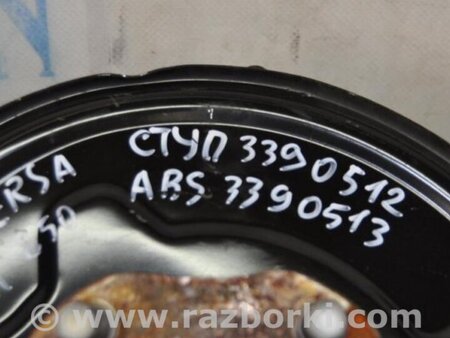 СТУП 3390512
ABS 3390513
ERSA
www.razborki.com